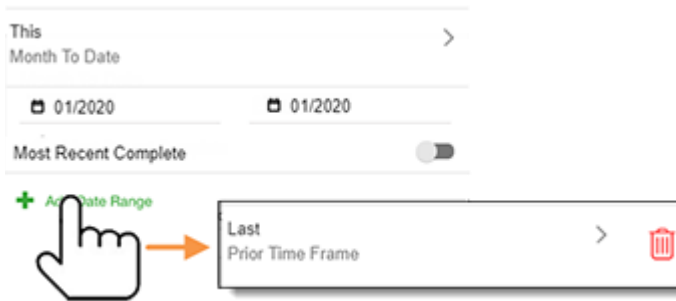 This
Month To Date
01/2020 01/2020
Most Recent Complete
Date Range
Last
Prior Time Frame